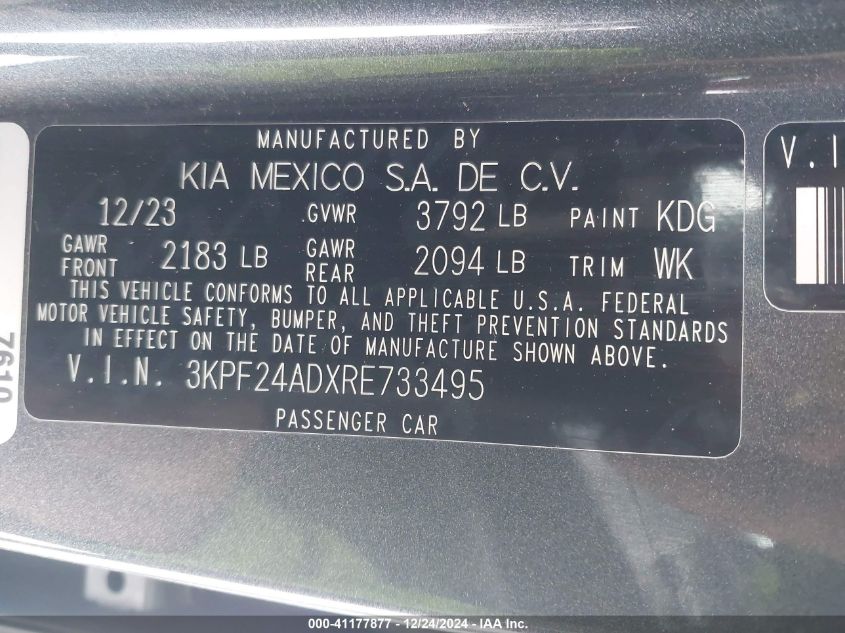 MANUFACTURED BY
KIA MEXICO S.A. DE C.V.
12/23 GVWR 3792 LB PAINT KDG
GAWR FRONT 2183 LB GAWR REAR 2094 LB TRIM WK
THIS VEHICLE CONFORMS TO ALL APPLICABLE U.S.A. FEDERAL
MOTOR VEHICLE SAFETY, BUMPER, AND THEFT PREVENTION STANDARDS
IN EFFECT ON THE DATE OF MANUFACTURE SHOWN ABOVE.
V.I.N. 3KPF24ADXRE733495
PASSENGER CAR
V.I
000-41177877 - 12/24/2024 - IAA Inc.